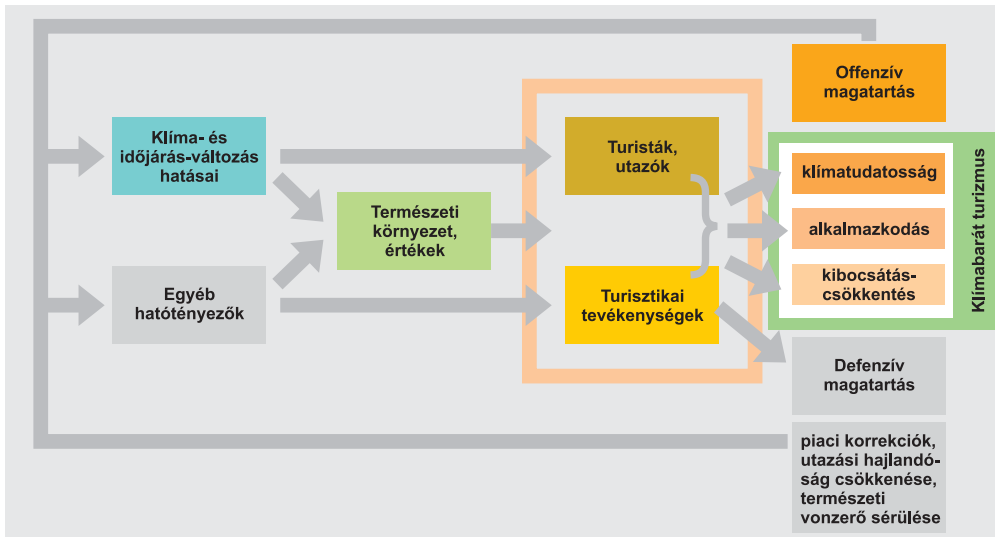 Offenzív
magatartás
Klíma- és
időjárás-változás
hatásai
Turisták,
utazók
klímatudatosság
Természeti
környezet,
értékek
alkalmazkodás
Klímabarát turizmus
Egyéb
hatótényezők
Turisztikai
tevékenységek
kibocsátás-
csökkentés
Defenzív
magatartás
piaci korrekciók,
utazási hajlandó-
ság csökkenése,
természeti
vonzerő sérülése